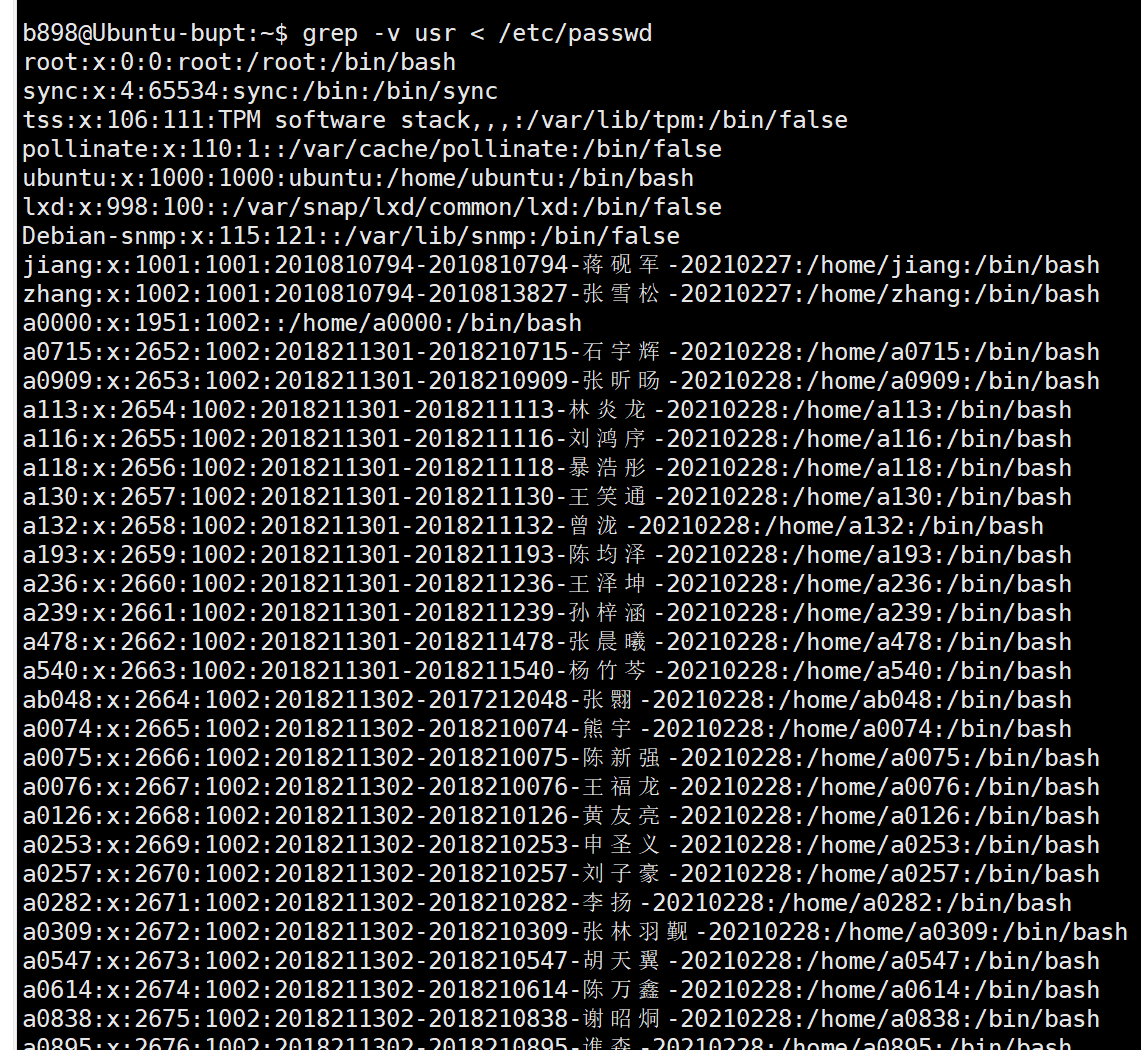 b898@Ubuntu-bupt:~$ grep -v usr < /etc/passwd
root:x:0:0:root:/root:/bin/bash
sync:x:4:65534:sync:/bin:/bin/sync
tss:x:106:111:TPM software stack,,,:/var/lib/tpm:/bin/false
pollinate:x:110:1::/var/cache/pollinate:/bin/false
ubuntu:x:1000:1000:ubuntu:/home/ubuntu:/bin/bash
lxd:x:998:100::/var/snap/lxd/common/lxd:/bin/false
Debian-snmp:x:115:121::/var/lib/snmp:/bin/false
jiang:x:1001:1001:2010810794-2010810794-蒋砚军-20210227:/home/jiang:/bin/bash
zhang:x:1002:1001:2010810794-2010813827-张雪松-20210227:/home/zhang:/bin/bash
a0000:x:1951:1002::/home/a0000:/bin/bash
a0715:x:2652:1002:2018211301-2018210715-石宇辉-20210228:/home/a0715:/bin/bash
a0909:x:2653:1002:2018211301-2018210909-张昕旸-20210228:/home/a0909:/bin/bash
a113:x:2654:1002:2018211301-2018211113-林炎龙-20210228:/home/a113:/bin/bash
a116:x:2655:1002:2018211301-2018211116-刘鸿序-20210228:/home/a116:/bin/bash
a118:x:2656:1002:2018211301-2018211118-暴浩彤-20210228:/home/a118:/bin/bash
a130:x:2657:1002:2018211301-2018211130-王笑通-20210228:/home/a130:/bin/bash
a132:x:2658:1002:2018211301-2018211132-曾泷-20210228:/home/a132:/bin/bash
a193:x:2659:1002:2018211301-2018211193-陈均泽-20210228:/home/a193:/bin/bash
a236:x:2660:1002:2018211301-2018211236-王泽坤-20210228:/home/a236:/bin/bash
a239:x:2661:1002:2018211301-2018211239-孙梓涵-20210228:/home/a239:/bin/bash
a478:x:2662:1002:2018211301-2018211478-张晨曦-20210228:/home/a478:/bin/bash
a540:x:2663:1002:2018211301-2018211540-杨竹芩-20210228:/home/a540:/bin/bash
ab048:x:2664:1002:2018211302-2017212048-张翾-20210228:/home/ab048:/bin/bash
a0074:x:2665:1002:2018211302-2018210074-熊宇-20210228:/home/a0074:/bin/bash
a0075:x:2666:1002:2018211302-2018210075-陈新强-20210228:/home/a0075:/bin/bash
a0076:x:2667:1002:2018211302-2018210076-王福龙-20210228:/home/a0076:/bin/bash
a0126:x:2668:1002:2018211302-2018210126-黄友亮-20210228:/home/a0126:/bin/bash
a0253:x:2669:1002:2018211302-2018210253-申圣义-20210228:/home/a0253:/bin/bash
a0257:x:2670:1002:2018211302-2018210257-刘子豪-20210228:/home/a0257:/bin/bash
a0282:x:2671:1002:2018211302-2018210282-李扬-20210228:/home/a0282:/bin/bash
a0309:x:2672:1002:2018211302-2018210309-张林羽觐-20210228:/home/a0309:/bin/bash
a0547:x:2673:1002:2018211302-2018210547-胡天翼-20210228:/home/a0547:/bin/bash
a0614:x:2674:1002:2018211302-2018210614-陈万鑫-20210228:/home/a0614:/bin/bash
a0838:x:2675:1002:2018211302-2018210838-谢昭炯-20210228:/home/a0838:/bin/bash